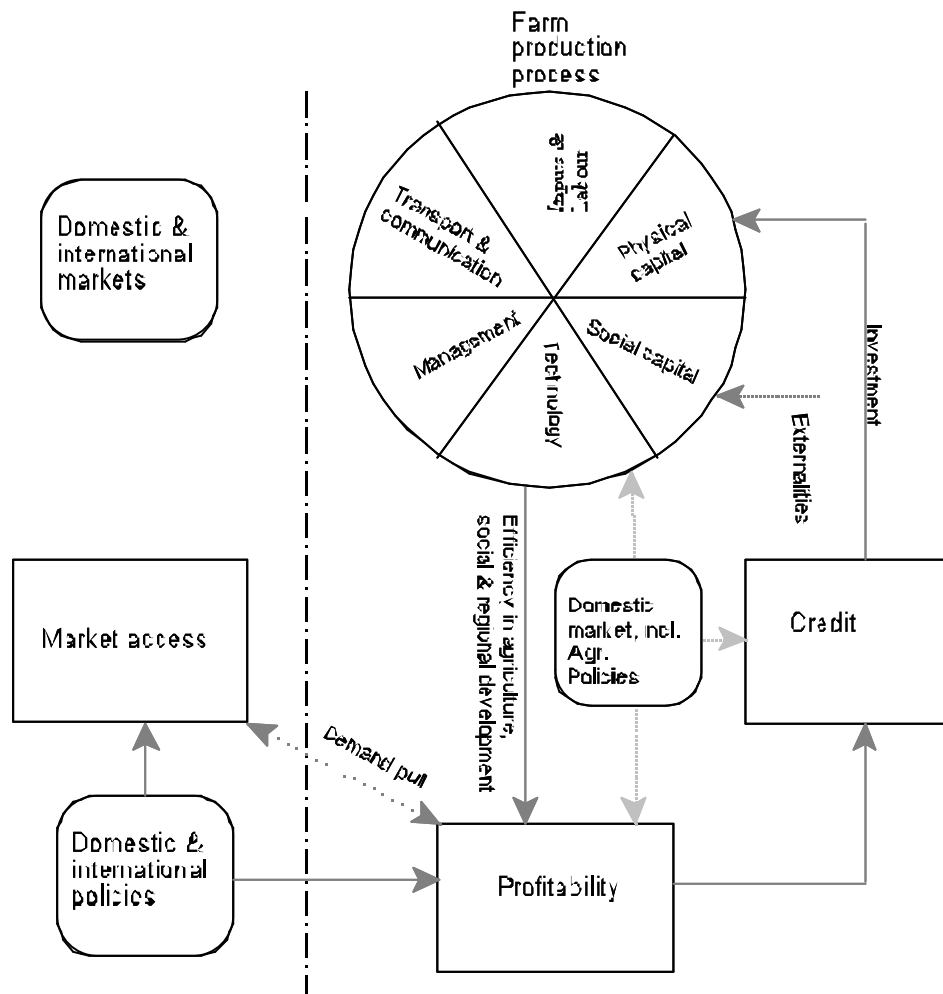 Farm
production
process
Labour
& supply
Transport &
communication
Physical
capital
Management
Social capital
Technology
Domestic &
international
markets
Investment
Externalities
Efficiency in agriculture,
social & regional development
Domestic
market, incl.
Agr.
Policies
Credit
Market access
Demand pull
Domestic &
international
policies
Profitability